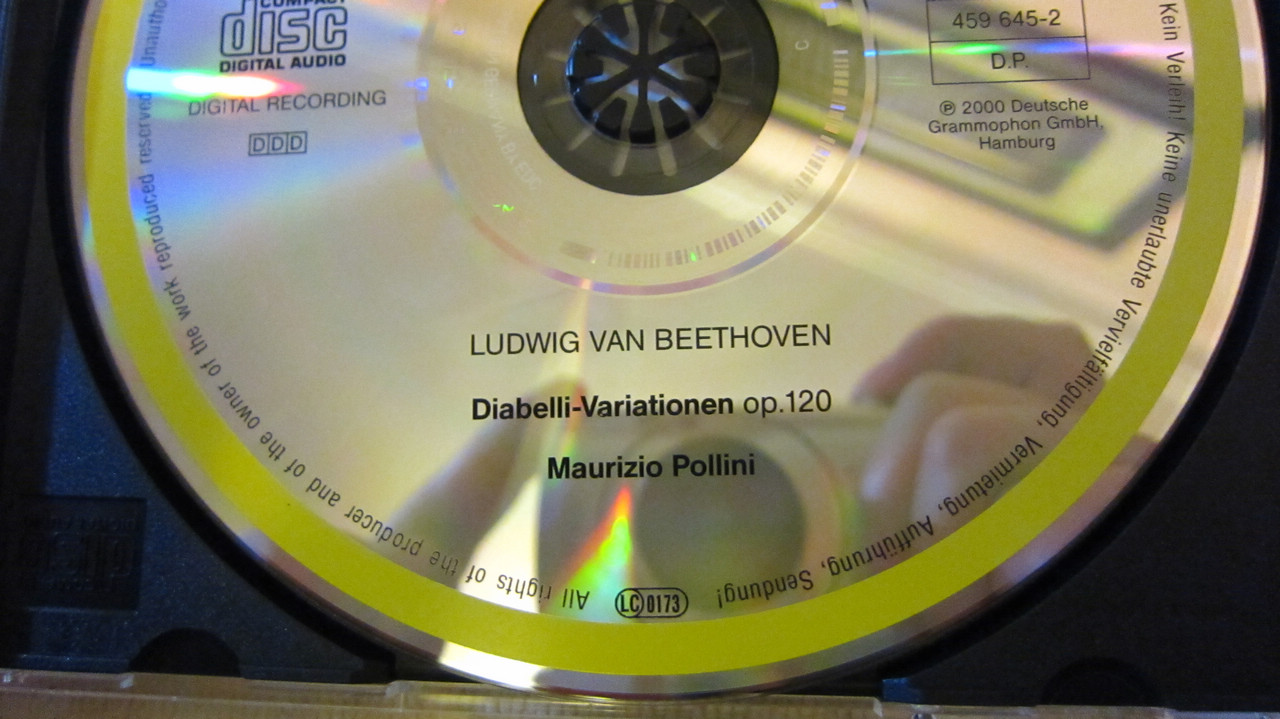 COMPACT
disc
DIGITAL AUDIO
DIGITAL RECORDING
DDD
459 645-2
D.P.
℗ 2000 Deutsche
Grammophon GmbH,
Hamburg
LUDWIG VAN BEETHOVEN
Diabelli-Variationen op.120
Maurizio Pollini
LC 0173
All rights of the producer and of the owner of the work reproduced reserved
Kein Verleih! Keine unerlaubte Vervielfältigung, Vermietung, Aufführung, Sendung!